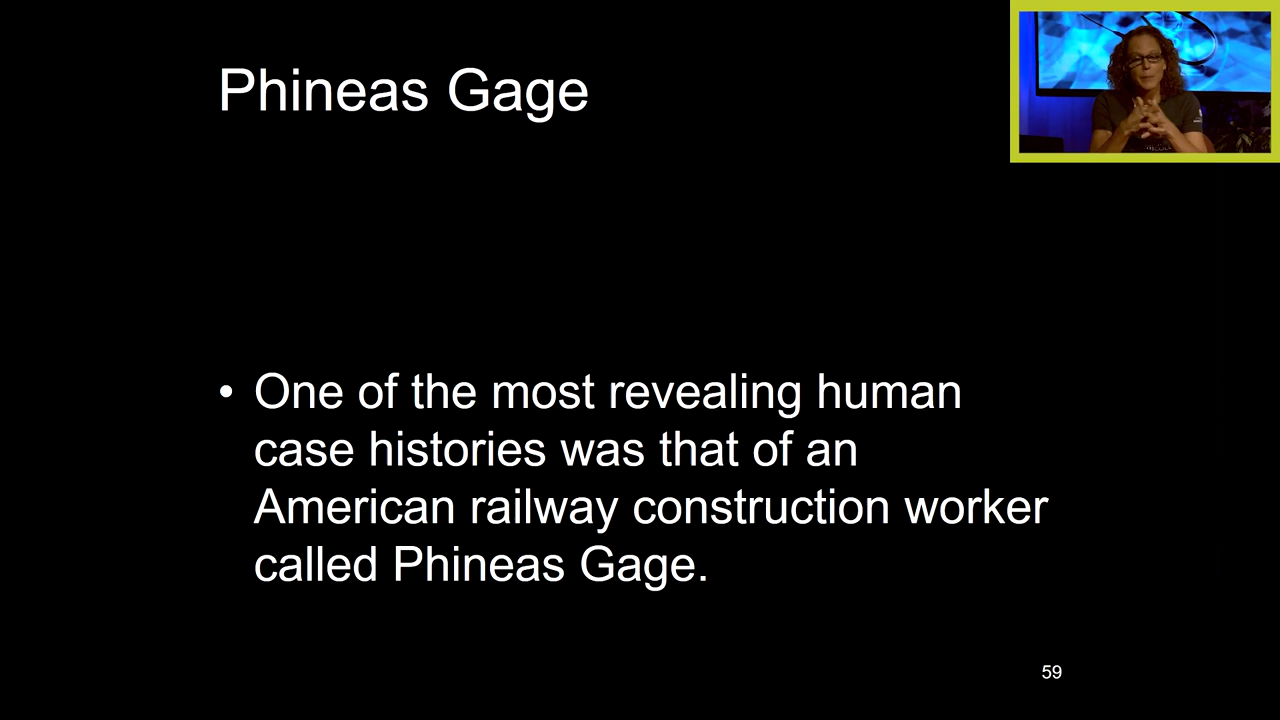 Phineas Gage
• One of the most revealing human
case histories was that of an
American railway construction worker
called Phineas Gage.
59